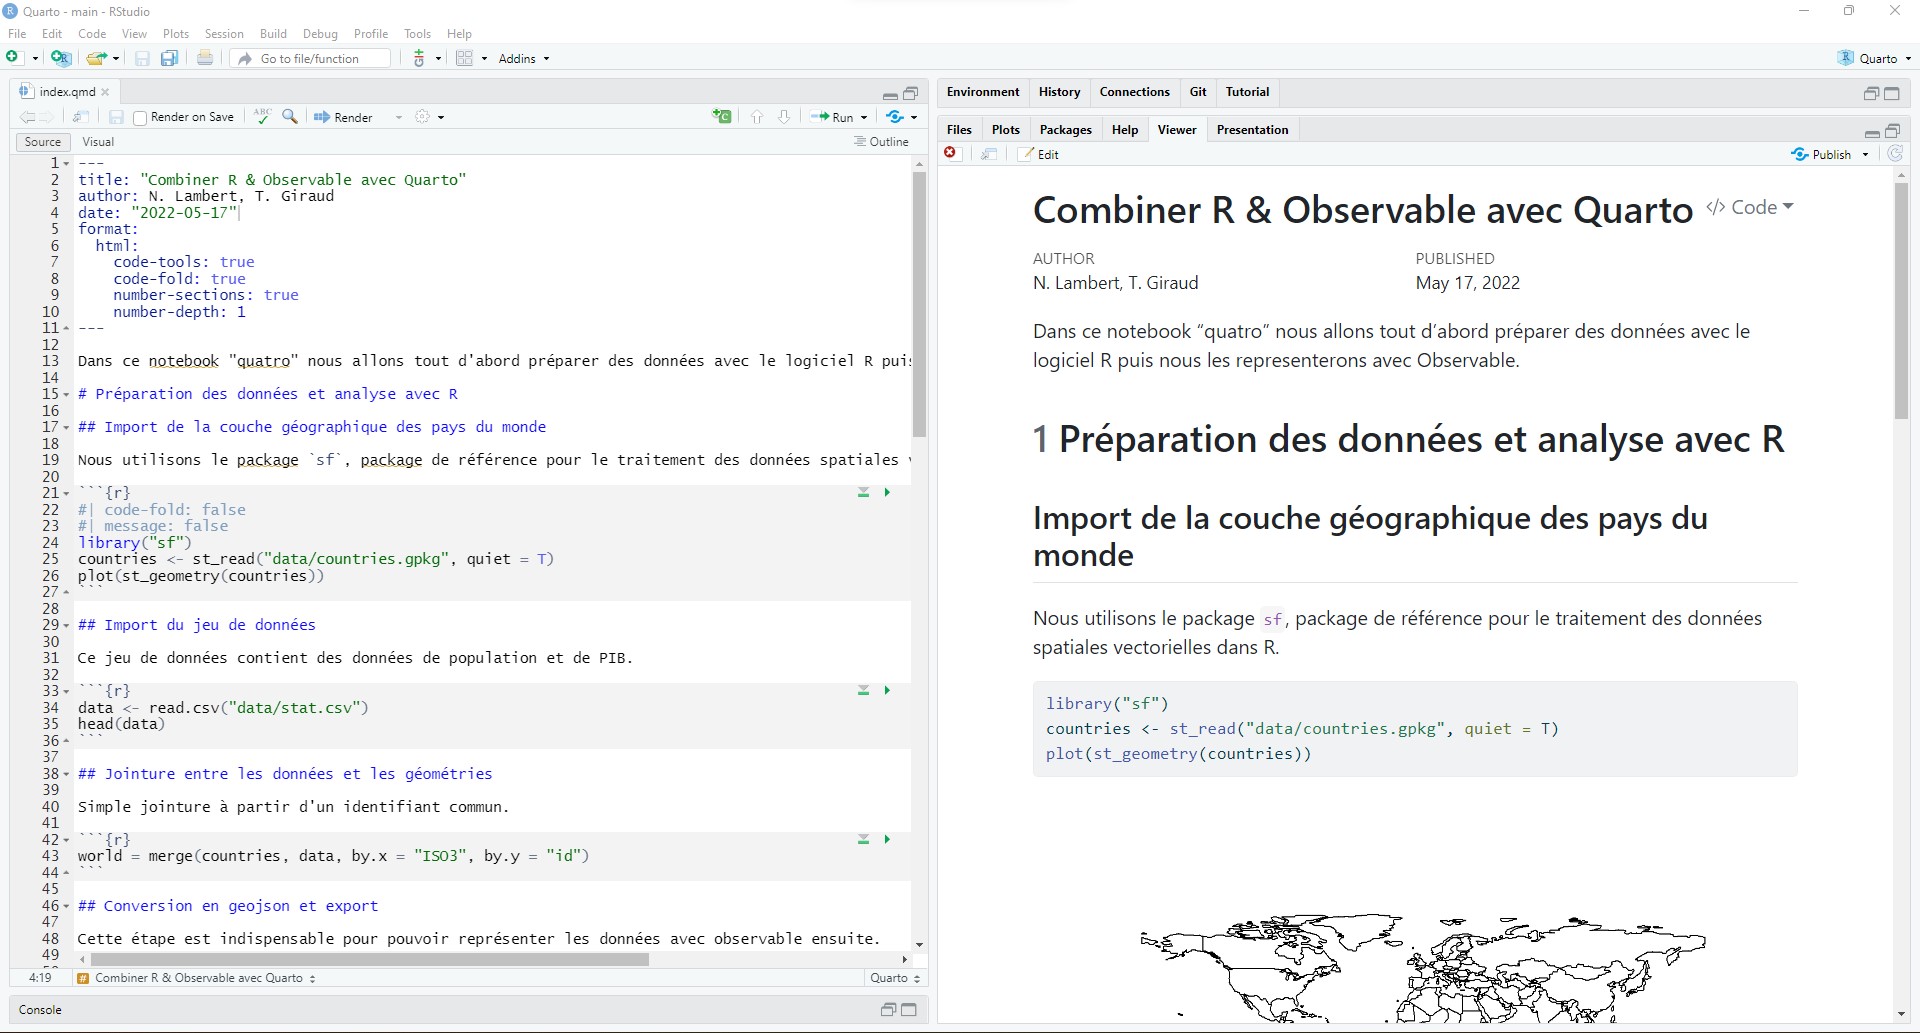 Quarto - main - RStudio
File Edit Code View Plots Session Build Debug Profile Tools Help
Go to file/function Addins Quarto
index.qmd
Render on Save ABC Render Run
Source Visual Outline
1 ---
2 title: "Combiner R & Observable avec Quarto"
3 author: N. Lambert, T. Giraud
4 date: "2022-05-17"
5 format:
6 html:
7 code-tools: true
8 code-fold: true
9 number-sections: true
10 number-depth: 1
11 ---
12
13 Dans ce notebook "quatro" nous allons tout d'abord préparer des données avec le logiciel R puis
14
15 # Préparation des données et analyse avec R
16
17 ## Import de la couche géographique des pays du monde
18
19 Nous utilisons le package `sf`, package de référence pour le traitement des données spatiales
20
21 ```{r}
22 #| code-fold: false
23 #| message: false
24 library("sf")
25 countries <- st_read("data/countries.gpkg", quiet = T)
26 plot(st_geometry(countries))
27 ```
28
29 ## Import du jeu de données
30
31 Ce jeu de données contient des données de population et de PIB.
32
33 ```{r}
34 data <- read.csv("data/stat.csv")
35 head(data)
36 ```
37
38 ## Jointure entre les données et les géométries
39
40 Simple jointure à partir d'un identifiant commun.
41
42 ```{r}
43 world = merge(countries, data, by.x = "ISO3", by.y = "id")
44 ```
45
46 ## Conversion en geojson et export
47
48 Cette étape est indispensable pour pouvoir représenter les données avec observable ensuite.
49
4:19 # Combiner R & Observable avec Quarto Quarto
Console
Environment History Connections Git Tutorial
Files Plots Packages Help Viewer Presentation
Edit Publish
Combiner R & Observable avec Quarto </> Code
AUTHOR PUBLISHED
N. Lambert, T. Giraud May 17, 2022
Dans ce notebook “quatro” nous allons tout d’abord préparer des données avec le
logiciel R puis nous les representerons avec Observable.
1 Préparation des données et analyse avec R
Import de la couche géographique des pays du
monde
Nous utilisons le package sf, package de référence pour le traitement des données
spatiales vectorielles dans R.
library("sf")
countries <- st_read("data/countries.gpkg", quiet = T)
plot(st_geometry(countries))